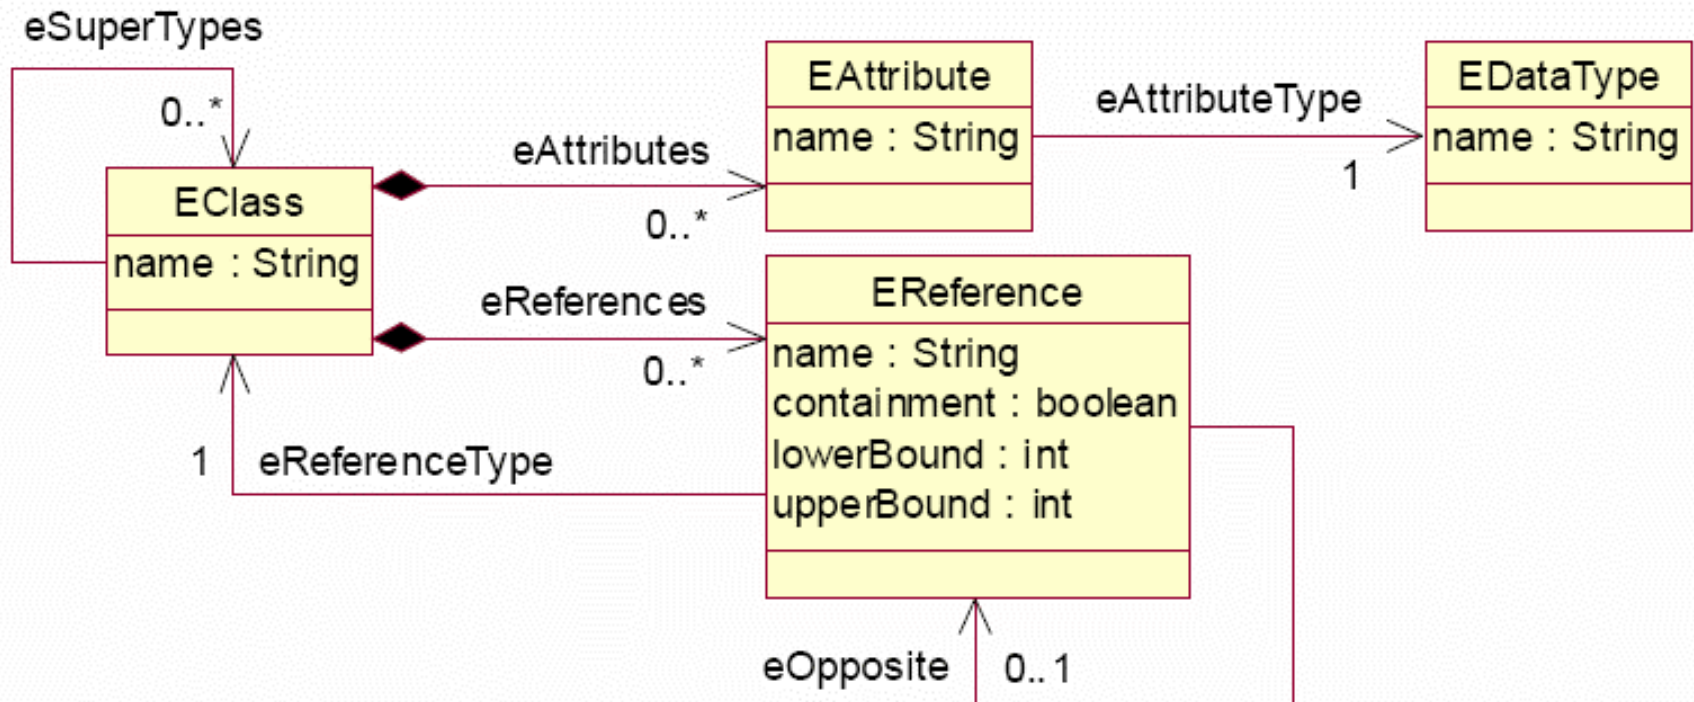 eSuperTypes
0..*
EClass
name : String
eAttributes
0..*
EAttribute
name : String
eAttributeType
1
EDataType
name : String
eReferences
0..*
EReference
name : String
containment : boolean
lowerBound : int
upperBound : int
1
eReferenceType
eOpposite
0..1